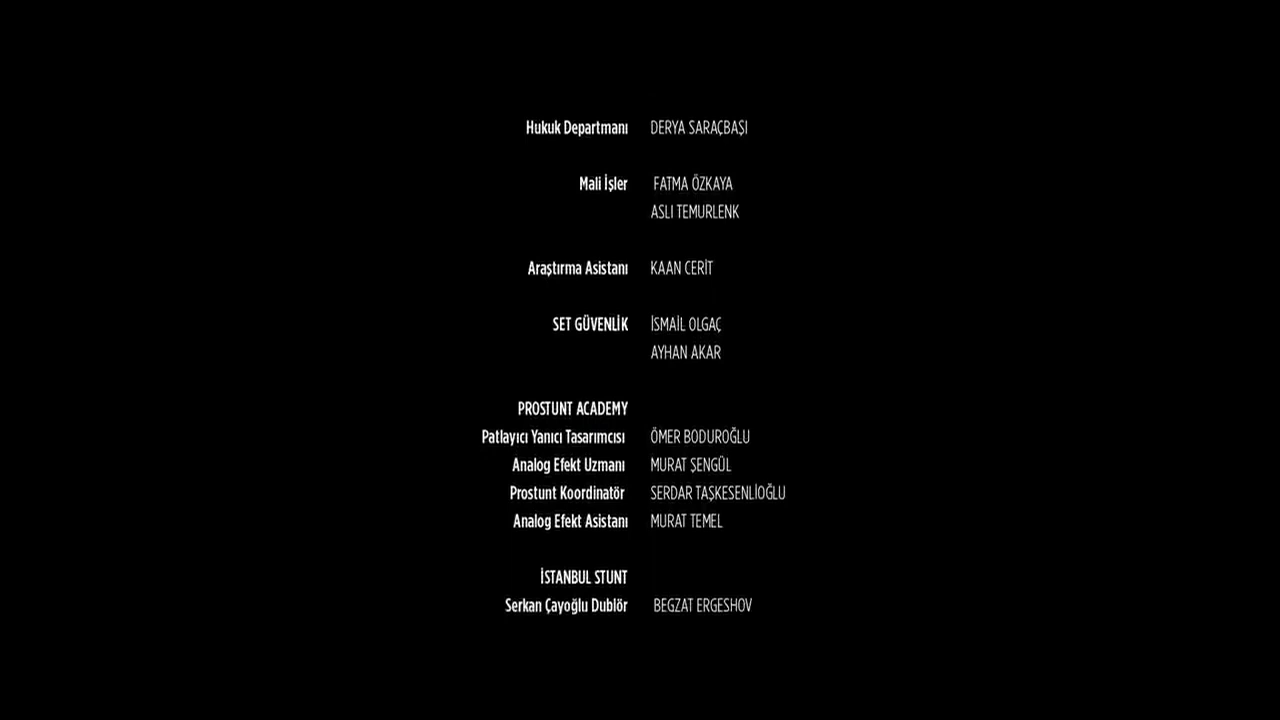 Hukuk Departmanı DERYA SARAÇBAŞI
Mali İşler FATMA ÖZKAYA
ASLI TEMURLENK
Araştırma Asistanı KAAN CERİT
SET GÜVENLİK İSMAİL OLGAÇ
AYHAN AKAR
PROSTUNT ACADEMY
Patlayıcı Yanıcı Tasarımcısı ÖMER BODUROĞLU
Analog Efekt Uzmanı MURAT ŞENGÜL
Prostunt Koordinatör SERDAR TAŞKESENLİOĞLU
Analog Efekt Asistanı MURAT TEMEL
İSTANBUL STUNT
Serkan Çayoğlu Dublör BEGZAT ERGESHOV